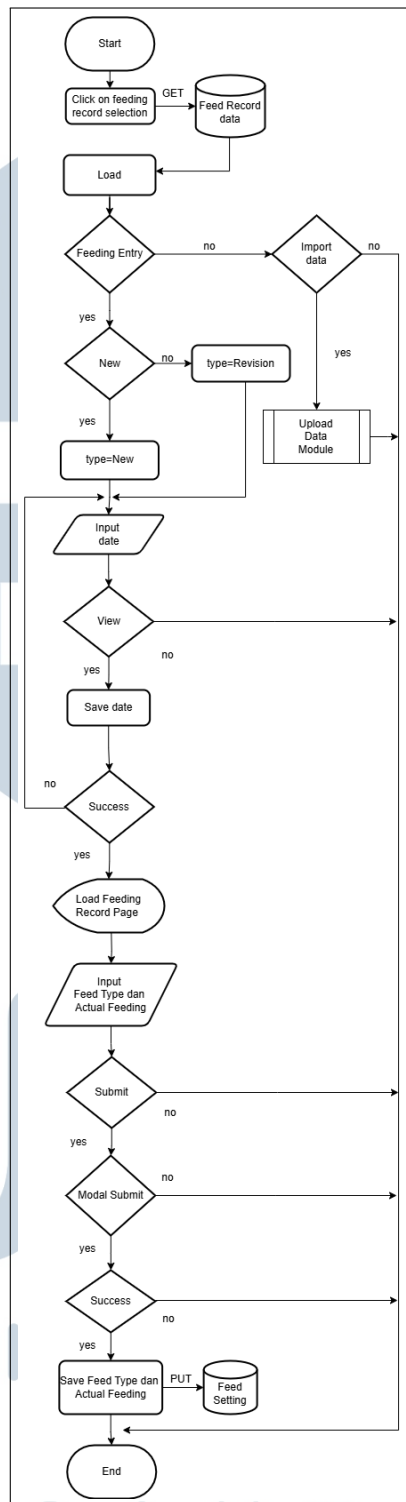 Start
Click on feeding
record selection
GET
Feed Record
data
Load
Feeding Entry
no
Import
data
no
yes
yes
New
no
type=Revision
yes
type=New
Upload
Data
Module
Input
date
View
no
yes
Save date
no
Success
yes
Load Feeding
Record Page
Input
Feed Type dan
Actual Feeding
Submit
no
yes
no
Modal Submit
yes
Success
no
yes
Save Feed Type dan
Actual Feeding
PUT
Feed
Setting
End